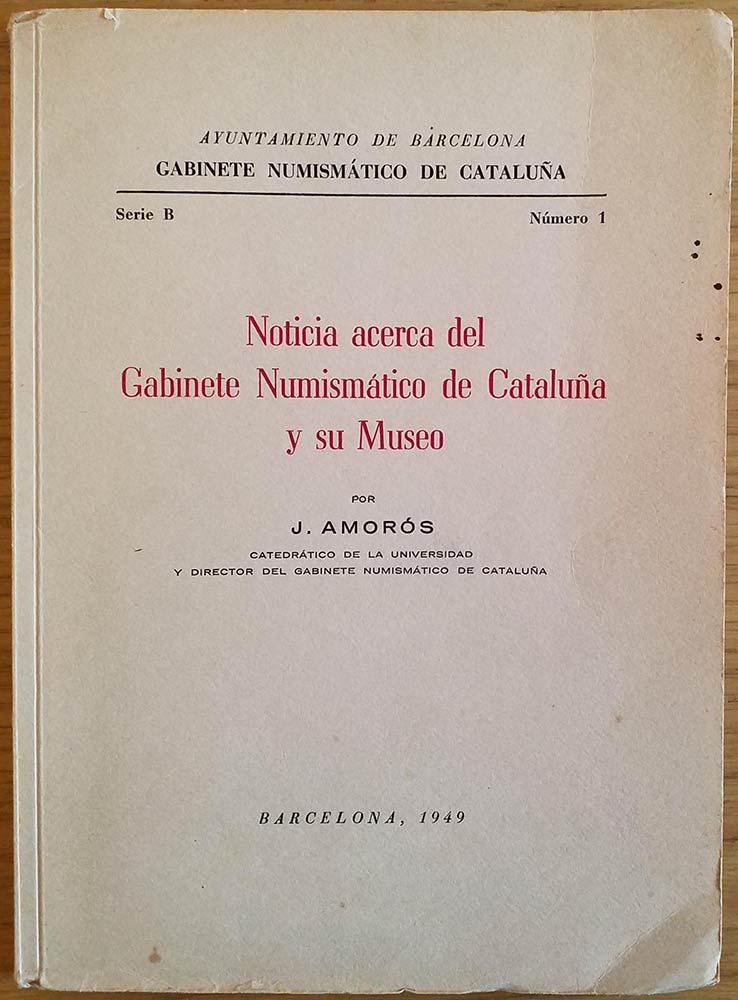 AYUNTAMIENTO DE BARCELONA
GABINETE NUMISMÁTICO DE CATALUÑA
Serie B
Número 1
Noticia acerca del
Gabinete Numismático de Cataluña
y su Museo
POR
J. AMORÓS
CATEDRÁTICO DE LA UNIVERSIDAD
Y DIRECTOR DEL GABINETE NUMISMÁTICO DE CATALUÑA
BARCELONA, 1949